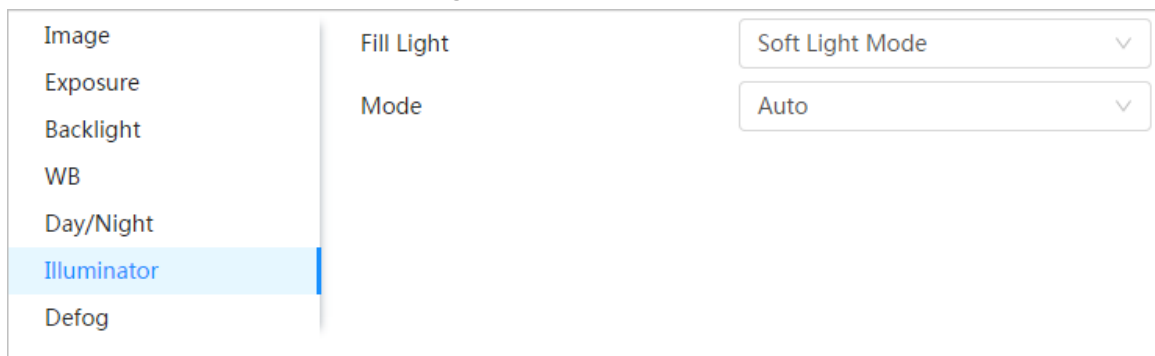 Image
Exposure
Backlight
WB
Day/Night
Illuminator
Defog
Fill Light
Soft Light Mode
Mode
Auto